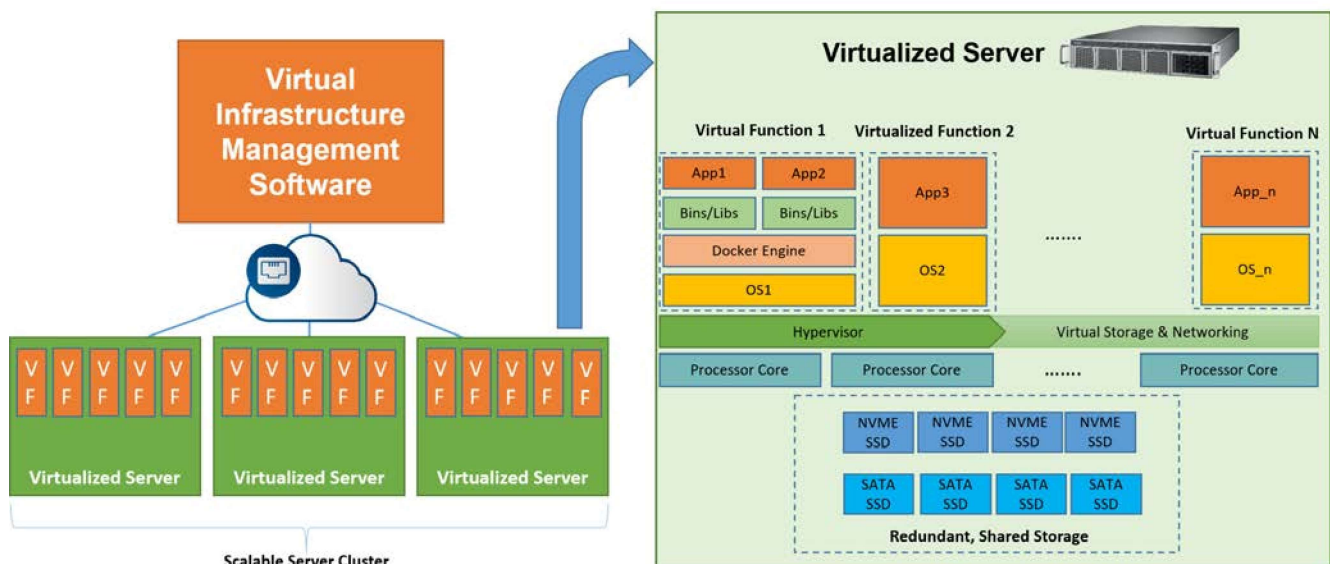 Virtual
Infrastructure
Management
Software
V F V F V F V F V F
V F V F V F V F V F
V F V F V F V F V F
Virtualized Server
Virtualized Server
Virtualized Server
Scalable Server Cluster
Virtualized Server
Virtual Function 1
Virtualized Function 2
Virtual Function N
App1
App2
Bins/Libs
Bins/Libs
Docker Engine
OS1
App3
OS2
.......
App_n
OS_n
Hypervisor
Virtual Storage & Networking
Processor Core
Processor Core
.......
Processor Core
NVME
SSD
NVME
SSD
NVME
SSD
NVME
SSD
SATA
SSD
SATA
SSD
SATA
SSD
SATA
SSD
Redundant, Shared Storage